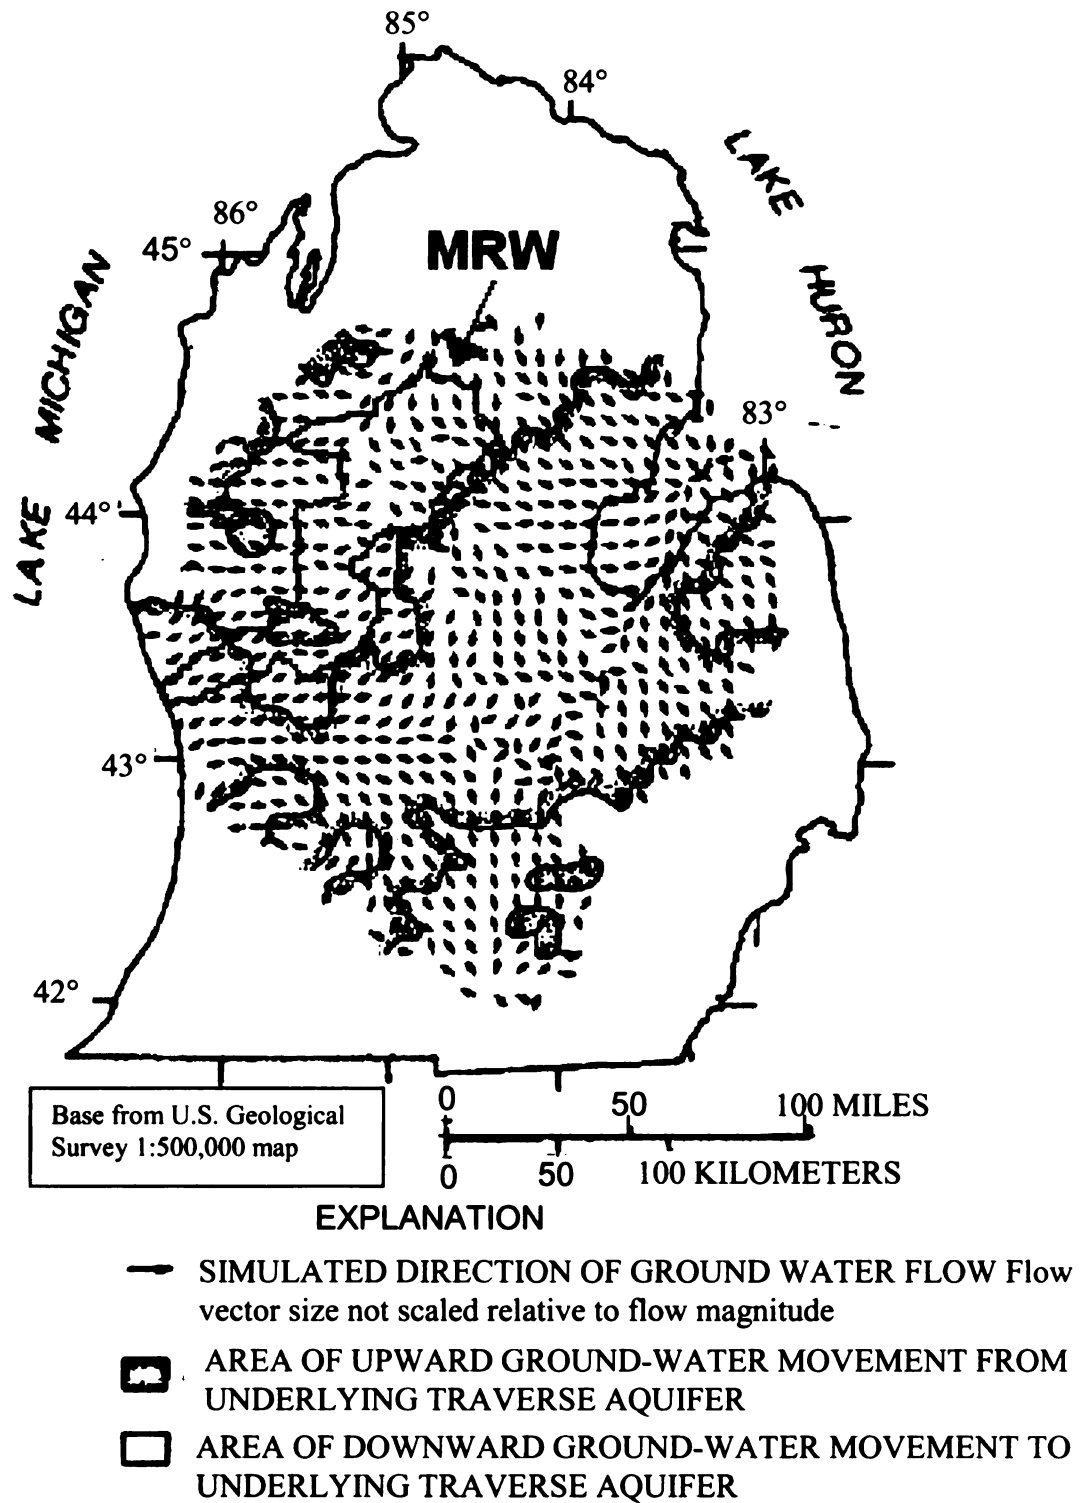 85°
84°
LAKE HURON
86°
45°
MRW
LAKE MICHIGAN
83°
44°
43°
42°
Base from U.S. Geological
Survey 1:500,000 map
0 50 100 MILES
0 50 100 KILOMETERS
EXPLANATION
SIMULATED DIRECTION OF GROUND WATER FLOW Flow
vector size not scaled relative to flow magnitude
AREA OF UPWARD GROUND-WATER MOVEMENT FROM
UNDERLYING TRAVERSE AQUIFER
AREA OF DOWNWARD GROUND-WATER MOVEMENT TO
UNDERLYING TRAVERSE AQUIFER